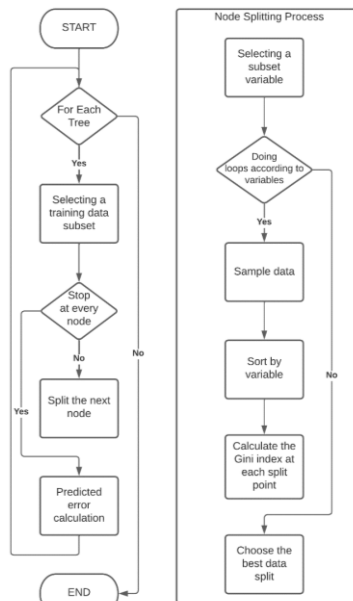 START
For Each
Tree
Yes
Selecting a
training data
subset
Stop
at every
node
No
No
Split the next
node
Yes
Predicted
error
calculation
END
Node Splitting Process
Selecting a
subset
variable
Doing
loops according to
variables
Yes
Sample data
Sort by
variable
No
Calculate the
Gini index at
each split
point
Choose the
best data
split